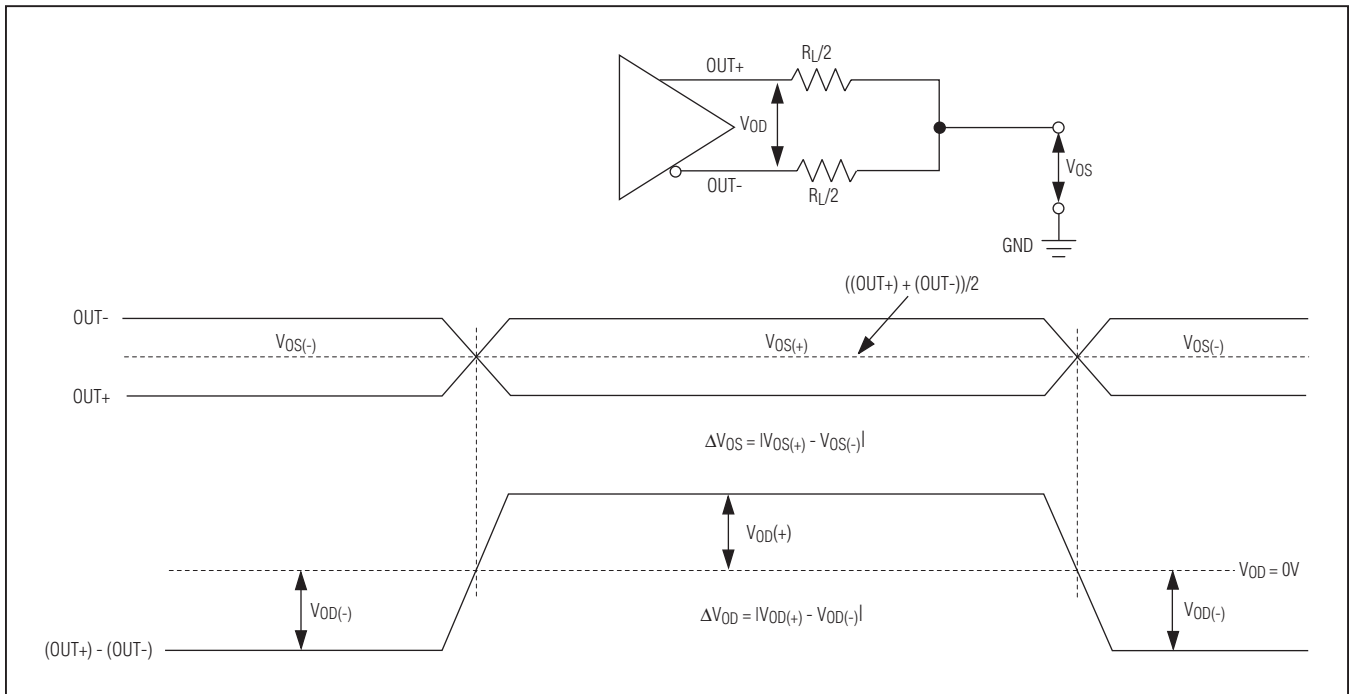 OUT+
RL/2
VOD
OUT-
RL/2
VOS
GND
((OUT+) + (OUT-))/2
OUT-
VOS(-)
VOS(+)
VOS(-)
OUT+
ΔVOS = |VOS(+) - VOS(-)|
VOD(+)
VOD = 0V
VOD(-)
ΔVOD = |VOD(+) - VOD(-)|
VOD(-)
(OUT+) - (OUT-)